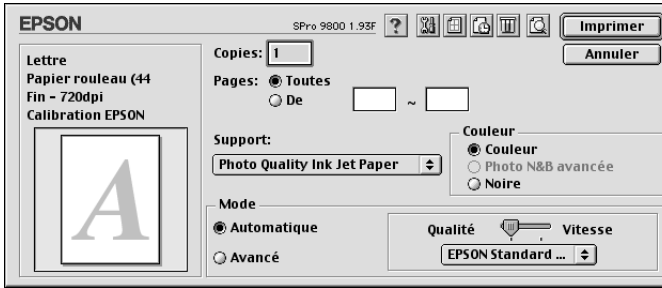 EPSON
SPro 9800 1.93F
?
Imprimer
Annuler
Lettre
Papier rouleau (44
Fin - 720dpi
Calibration EPSON
A
Copies: 1
Pages: Toutes
De ~
Support:
Photo Quality Ink Jet Paper
Couleur
Couleur
Photo N&B avancée
Noire
Mode
Automatique
Avancé
Qualité Vitesse
EPSON Standard ...